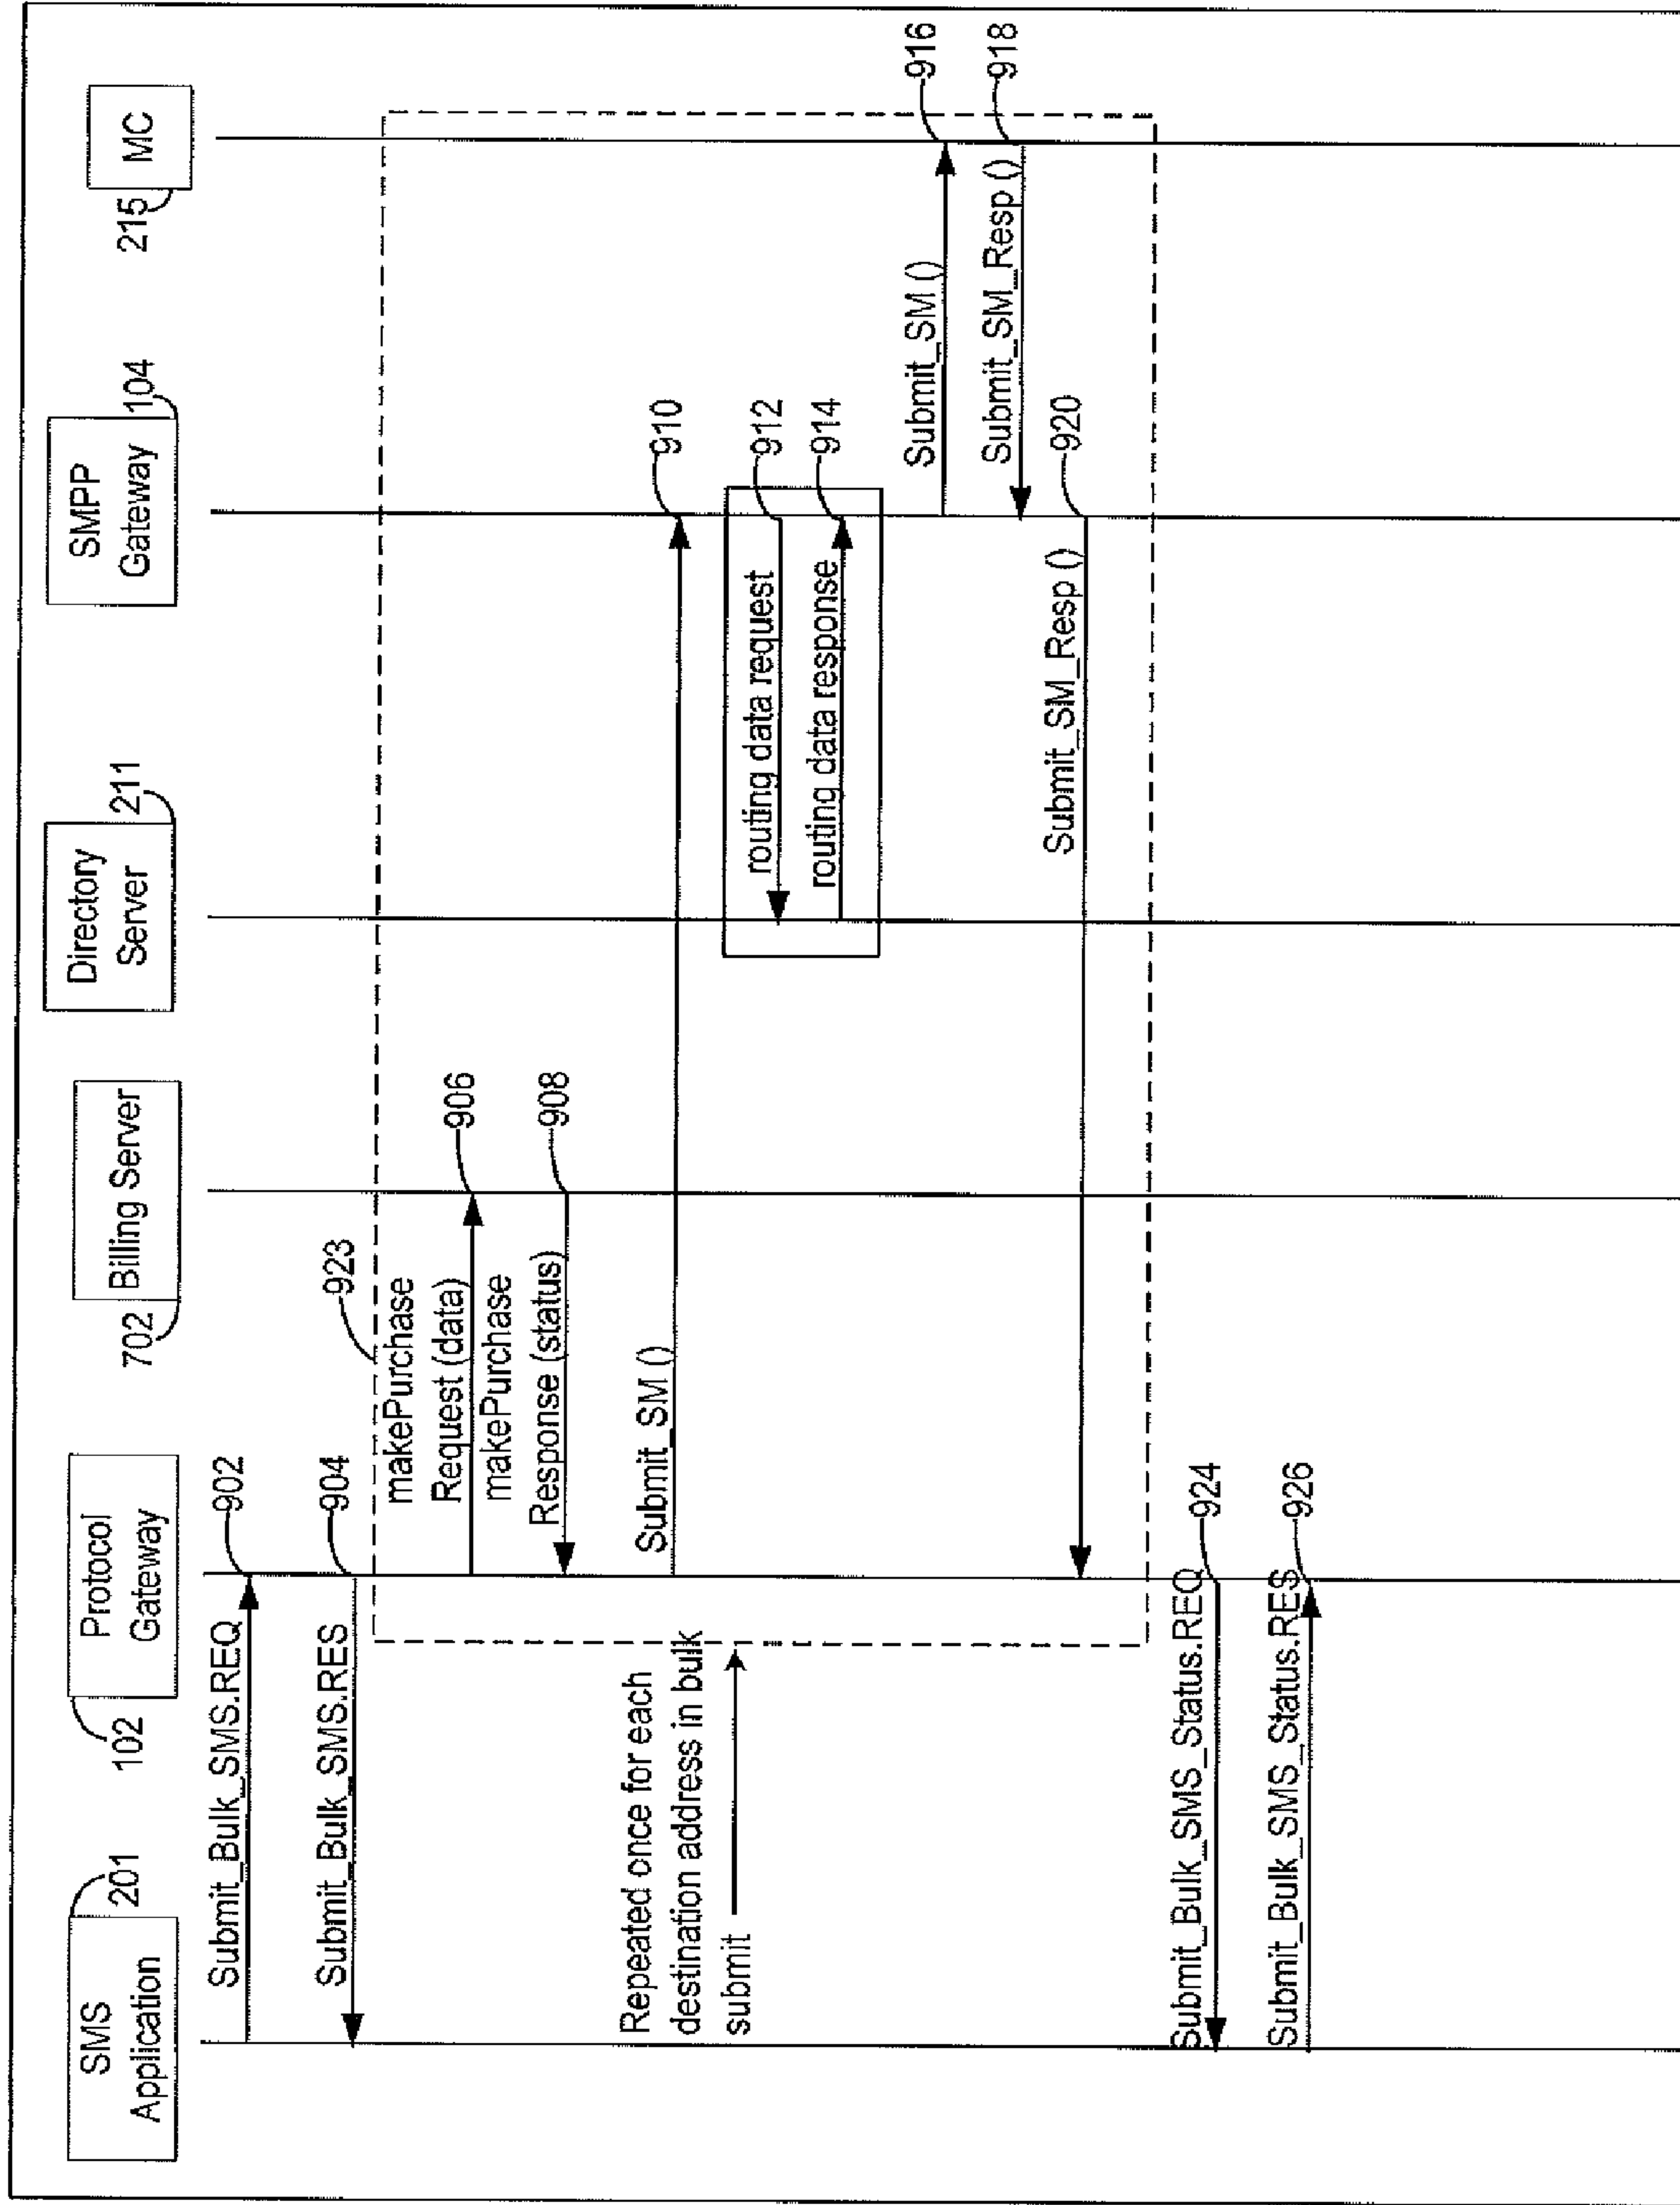 SMS
Application
201
Protocol
Gateway
102
Billing Server
702
Directory
Server
211
SMPP
Gateway
104
MC
215
Submit_Bulk_SMS.REQ
902
Submit_Bulk_SMS.RES
904
923
makePurchase
Request (data)
906
makePurchase
Response (status)
908
Submit_SM ()
910
Repeated once for each
destination address in bulk
submit
routing data request
912
routing data response
914
Submit_SM ()
916
Submit_SM_Resp ()
918
Submit_SM_Resp ()
920
Submit_Bulk_SMS_Status.REQ
924
Submit_Bulk_SMS_Status.RES
926